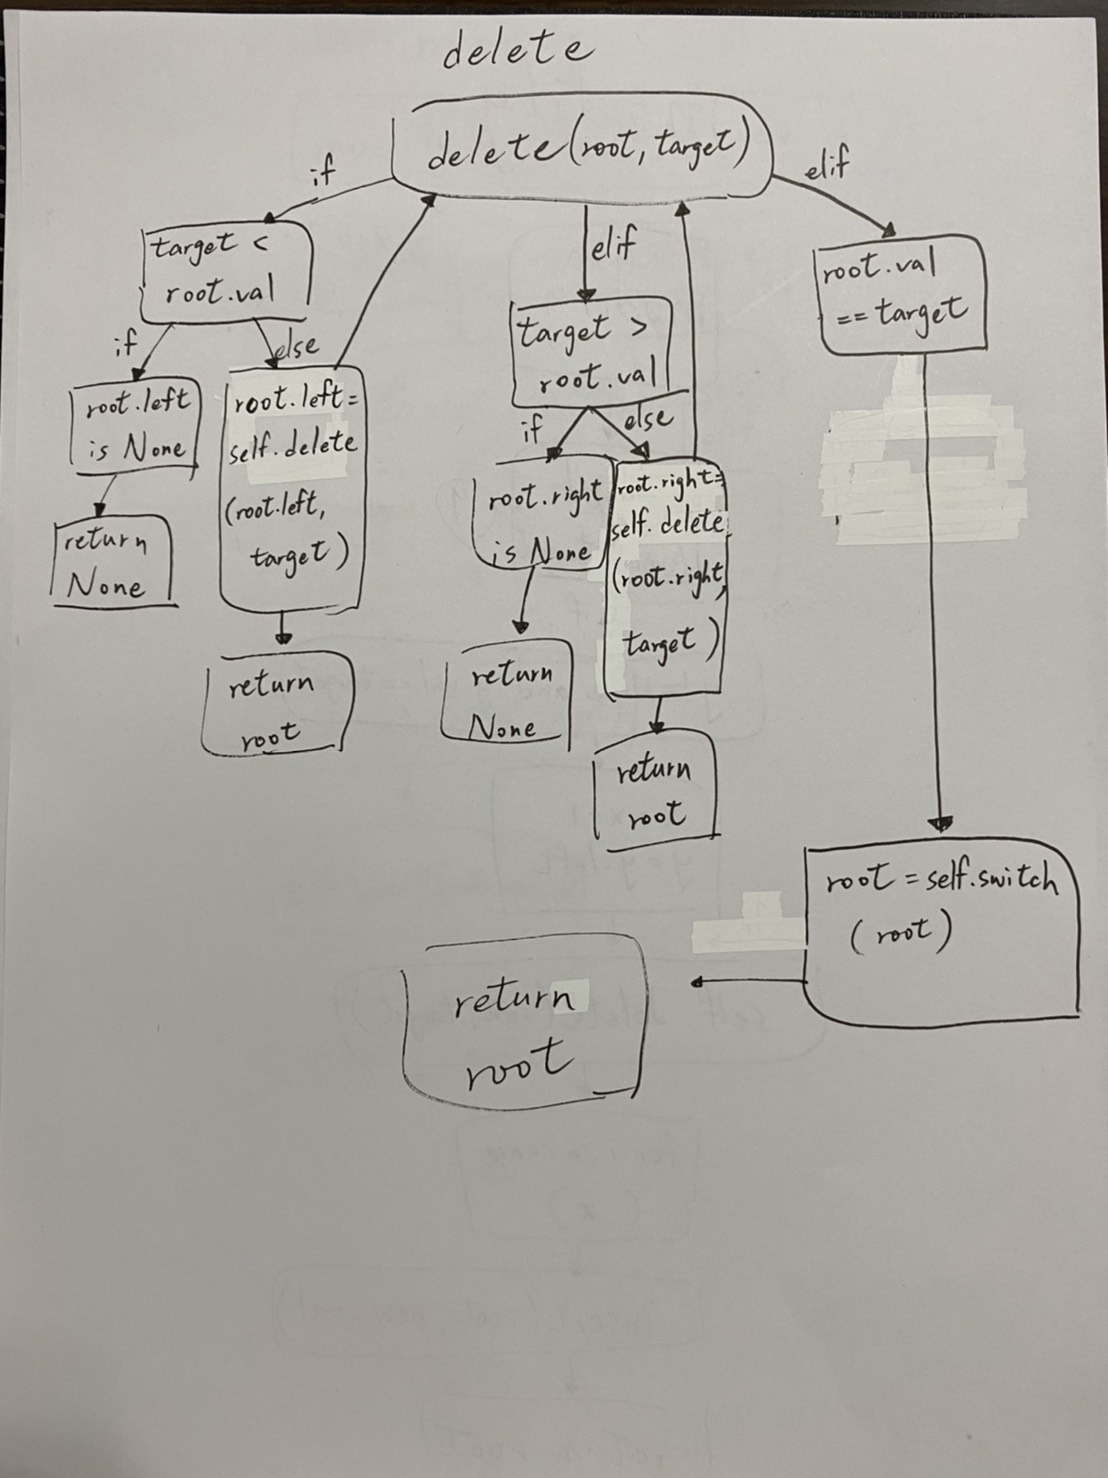 delete
delete(root, target)
if
elif
elif
target <
root.val
if
else
root.left
is None
return
None
root.left =
self.delete
(root.left,
target)
return
root
target >
root.val
if
else
root.right
is None
return
None
root.right =
self.delete
(root.right,
target)
return
root
root.val
== target
root = self.switch
(root)
return
root